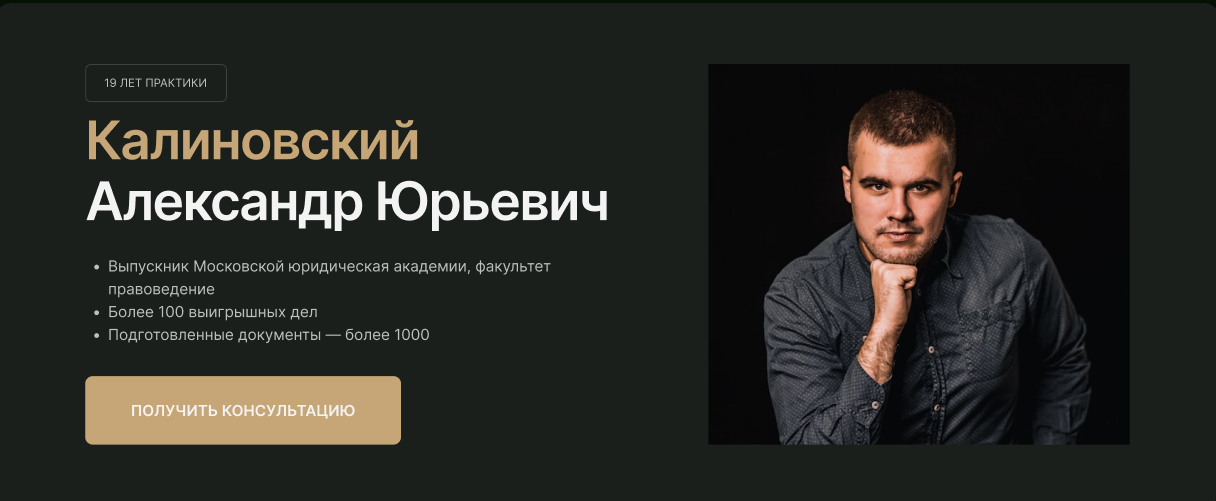 19 ЛЕТ ПРАКТИКИ
Калиновский
Александр Юрьевич
• Выпускник Московской юридическая академии, факультет
правоведение
• Более 100 выигрышных дел
• Подготовленные документы — более 1000
ПОЛУЧИТЬ КОНСУЛЬТАЦИЮ